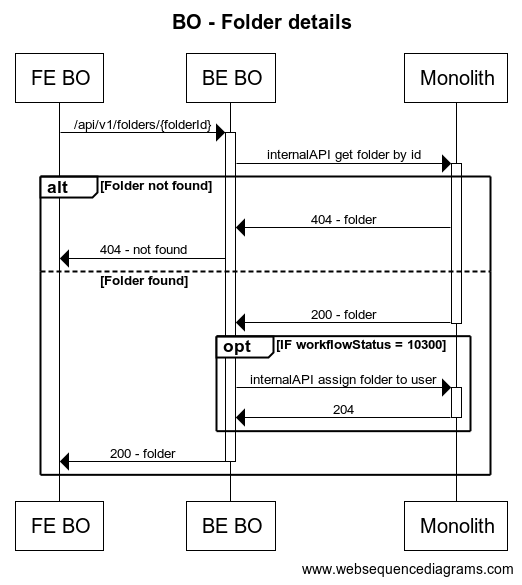 BO - Folder details
FE BO
BE BO
Monolith
/api/v1/folders/{folderId}
internalAPI get folder by id
alt
[Folder not found]
404 - folder
404 - not found
[Folder found]
200 - folder
opt
[IF workflowStatus = 10300]
internalAPI assign folder to user
204
200 - folder
FE BO
BE BO
Monolith
www.websequencediagrams.com